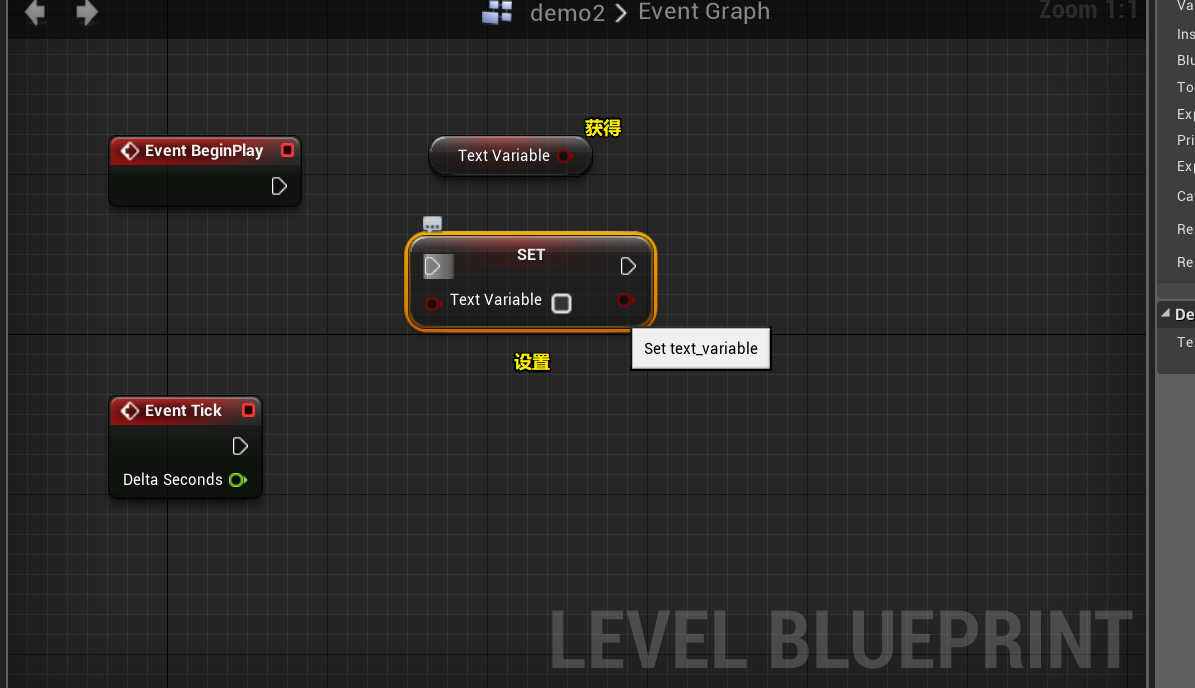 demo2 > Event Graph
Zoom 1:1
Event BeginPlay
获得
Text Variable
SET
Text Variable
Set text_variable
设置
Event Tick
Delta Seconds
LEVEL BLUEPRINT